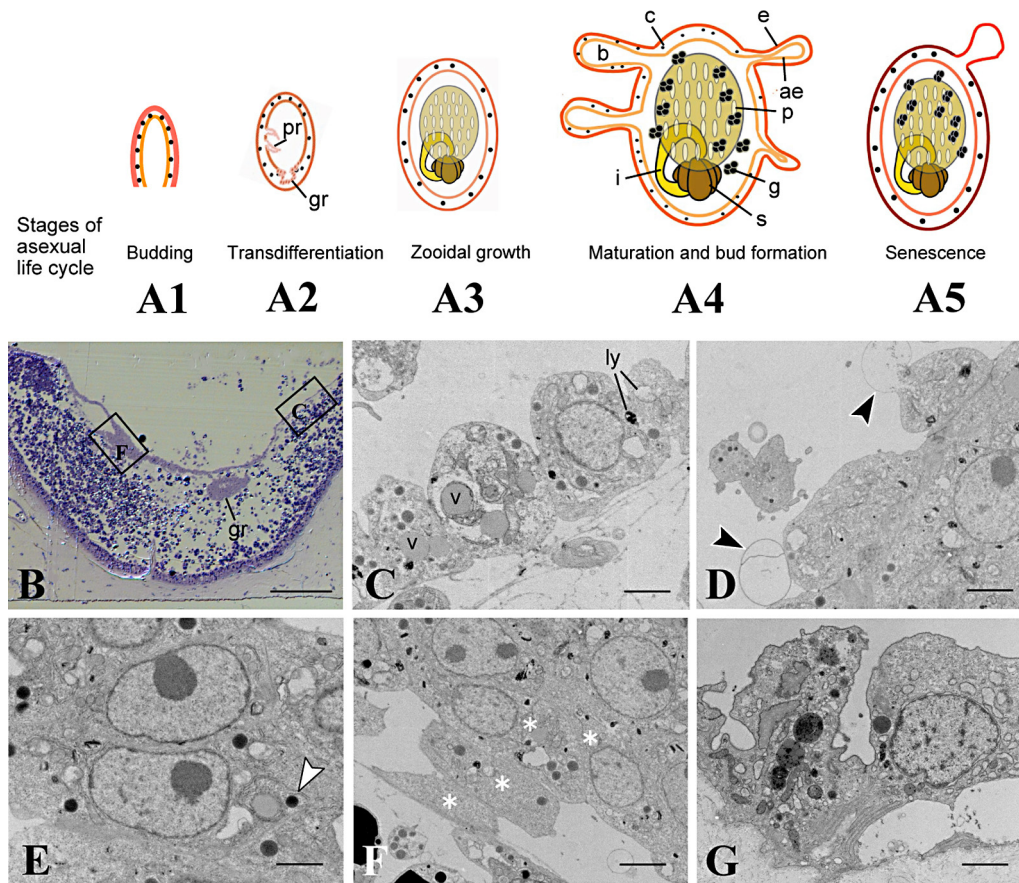 c
e
b
ae
pr
p
gr
i
g
s
Stages of
asexual
life cycle
Budding
Transdifferentiation
Zooidal growth
Maturation and bud formation
Senescence
A1
A2
A3
A4
A5
ly
C
F
v
gr
v
B
C
D
*
*
*
*
E
F
G